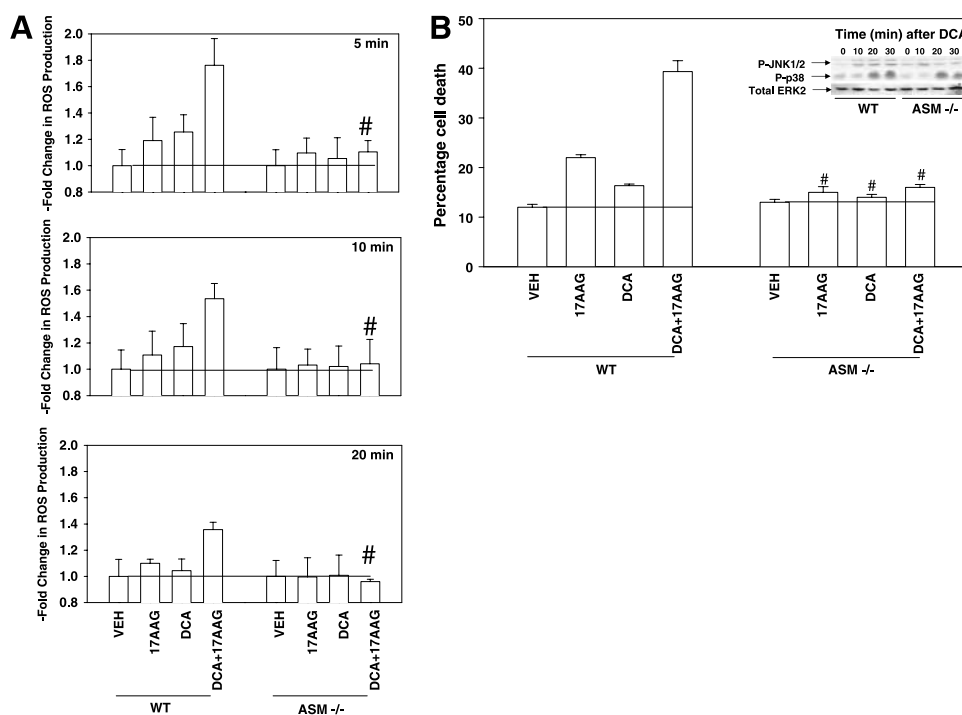 A
-Fold Change in ROS Production
2.0
1.8
1.6
1.4
1.2
1.0
0.8
5 min
#
-Fold Change in ROS Production
2.0
1.8
1.6
1.4
1.2
1.0
0.8
10 min
#
-Fold Change in ROS Production
2.0
1.8
1.6
1.4
1.2
1.0
0.8
20 min
#
VEH
17AAG
DCA
DCA+17AAG
VEH
17AAG
DCA
DCA+17AAG
WT
ASM -/-
B
Percentage cell death
50
40
30
20
10
0
Time (min) after DCA
0 10 20 30 0 10 20 30
P-JNK1/2
P-p38
Total ERK2
WT
ASM -/-
#
#
#
VEH
17AAG
DCA
DCA+17AAG
VEH
17AAG
DCA
DCA+17AAG
WT
ASM -/-